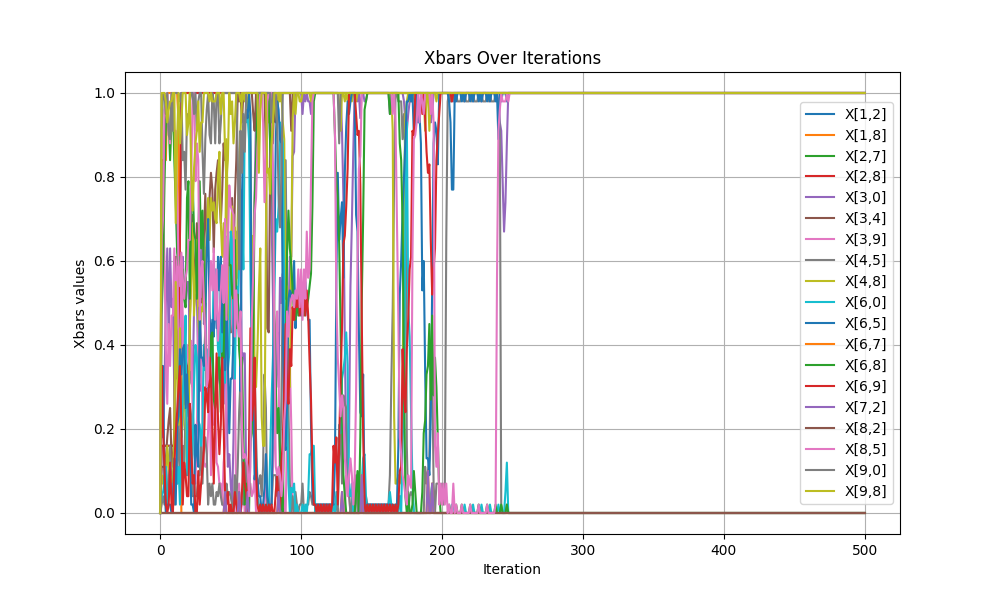 Xbars Over Iterations
Xbars values
1.0
0.8
0.6
0.4
0.2
0.0
0
100
200
300
400
500
Iteration
X[1,2]
X[1,8]
X[2,7]
X[2,8]
X[3,0]
X[3,4]
X[3,9]
X[4,5]
X[4,8]
X[6,0]
X[6,5]
X[6,7]
X[6,8]
X[6,9]
X[7,2]
X[8,2]
X[8,5]
X[9,0]
X[9,8]